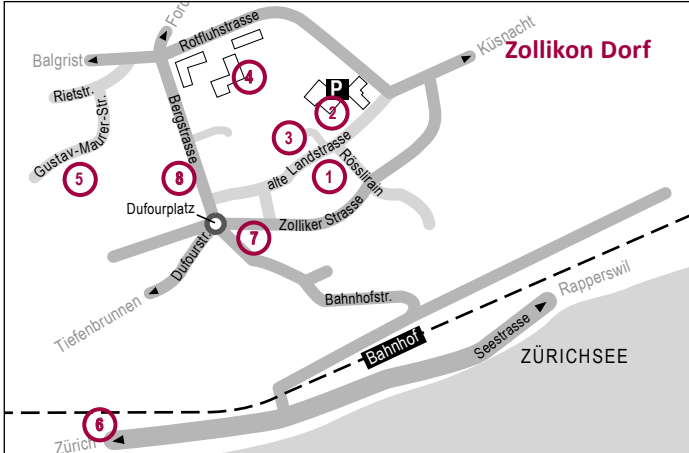 Forc
Rotfluhstrasse
Küsnacht
Zollikon Dorf
Balgrist
4
P
Rietstr.
2
Bergstrasse
3
Gustav-Maurer-Str.
alte Landstrasse
Rösslirain
5
8
1
Dufourplatz
Zolliker Strasse
7
Dufourstr.
Tiefenbrunnen
Bahnhofstr.
Rapperswil
Bahnhof
Seestrasse
ZÜRICHSEE
6
Zürich